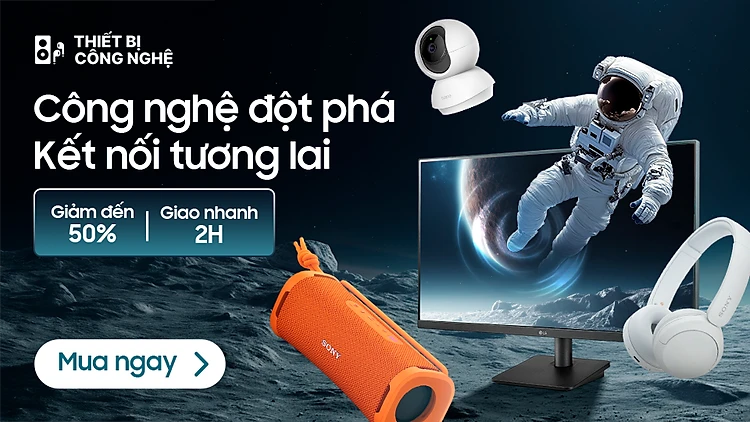 THIẾT BỊ
CÔNG NGHỆ
Công nghệ đột phá
Kết nối tương lai
Giảm đến
50%
Giao nhanh
2H
Mua ngay
SONY
LG
SONY